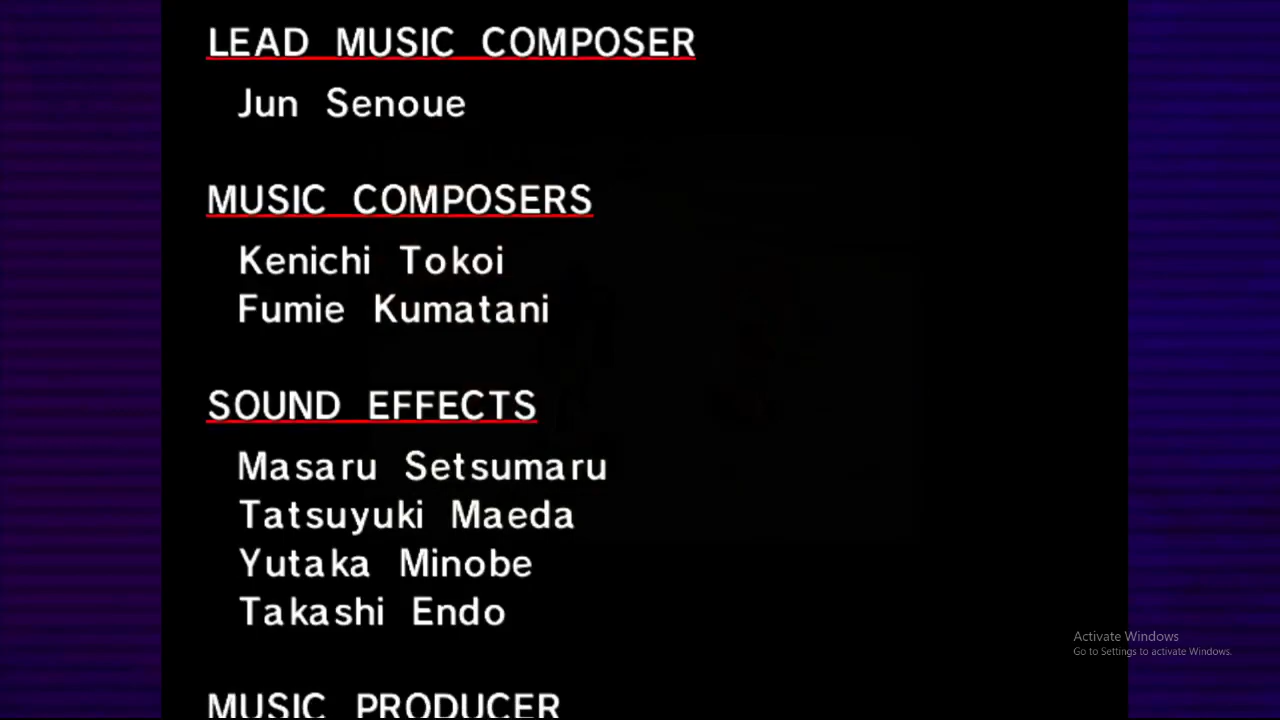 LEAD MUSIC COMPOSER
Jun Senoue
MUSIC COMPOSERS
Kenichi Tokoi
Fumie Kumatani
SOUND EFFECTS
Masaru Setsumaru
Tatsuyuki Maeda
Yutaka Minobe
Takashi Endo
Activate Windows
Go to Settings to activate Windows.
MUSIC PRODUCER